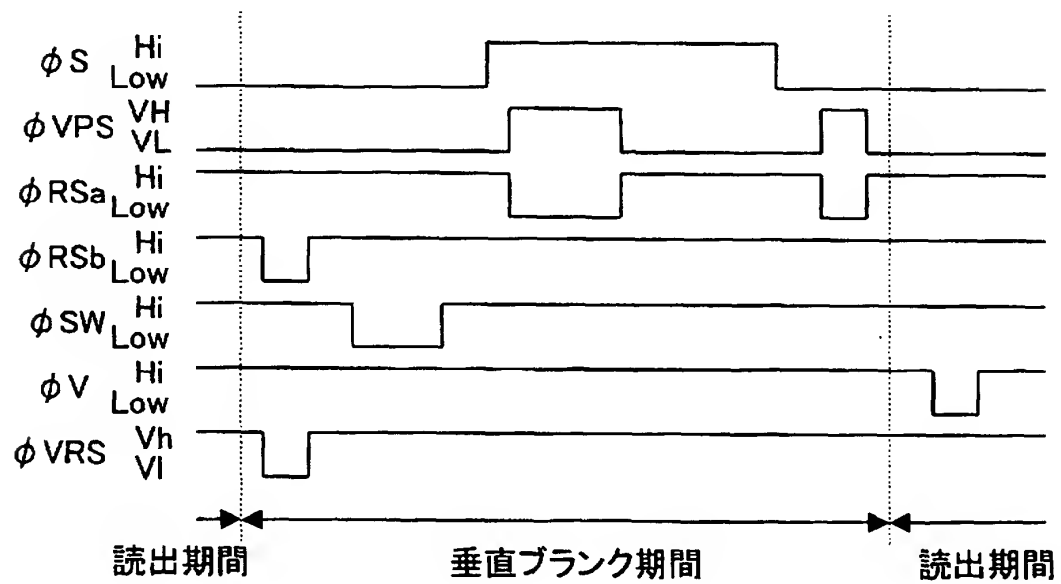 φS Hi
Low
φVPS VH
VL
φRSa Hi
Low
φRSb Hi
Low
φSW Hi
Low
φV Hi
Low
φVRS Vh
Vl
読出期間 垂直ブランク期間 読出期間